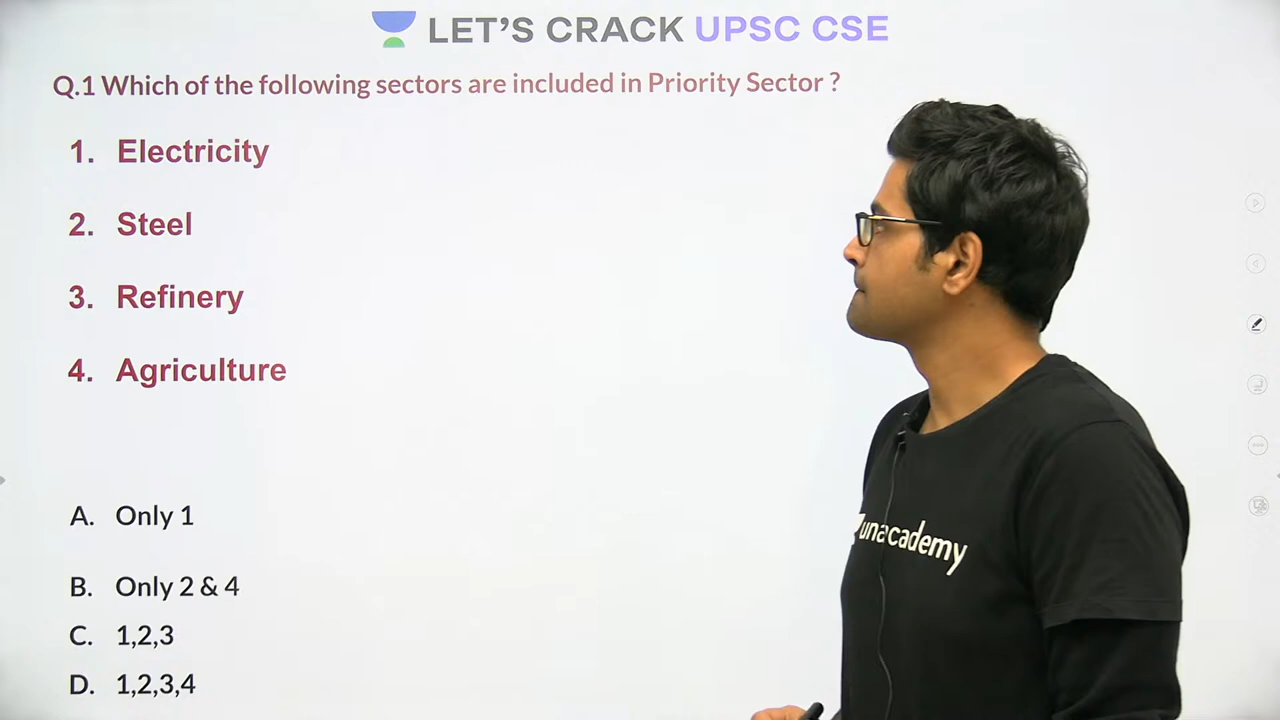 LET'S CRACK UPSC CSE
Q.1 Which of the following sectors are included in Priority Sector ?
1. Electricity
2. Steel
3. Refinery
4. Agriculture
A. Only 1
B. Only 2 & 4
C. 1,2,3
D. 1,2,3,4
unacademy